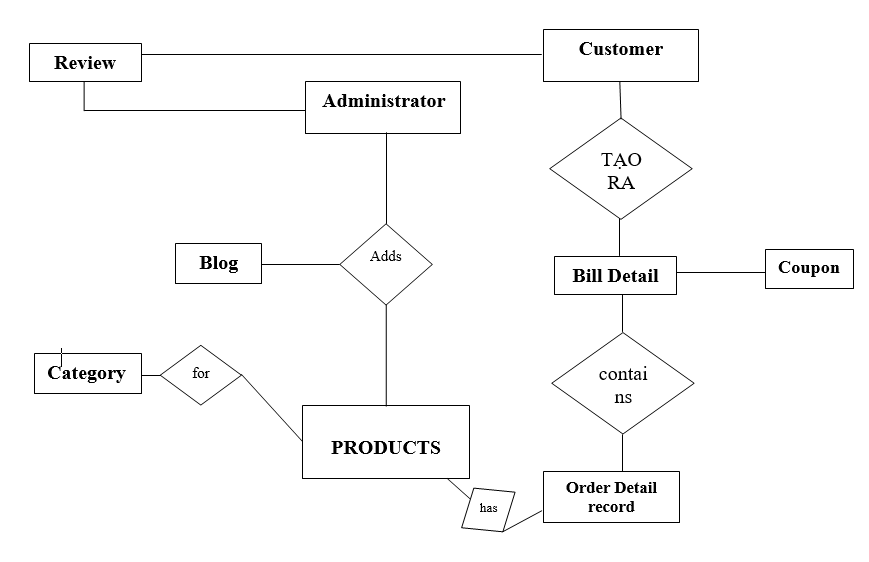 Review
Customer
Administrator
TẠO
RA
Blog
Adds
Bill Detail
Coupon
Category
for
contai
ns
PRODUCTS
has
Order Detail
record